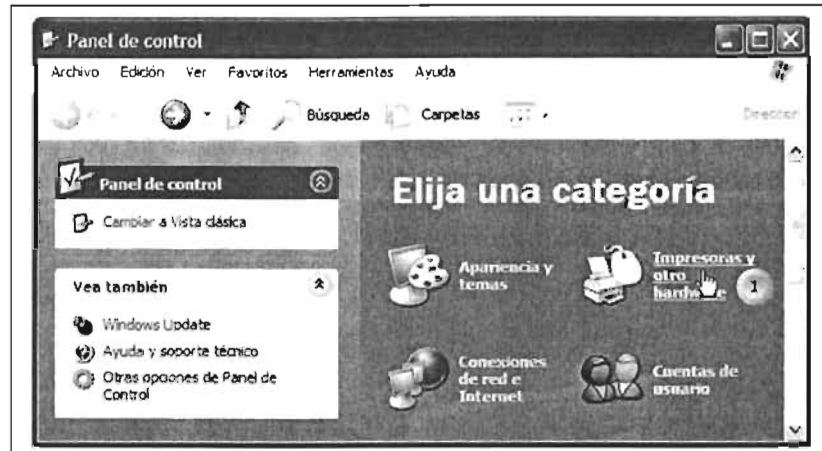 Panel de control
Archivo Edición Ver Favoritos Herramientas Ayuda
Búsqueda Carpetas
Panel de control
Cambiar a Vista clásica
Vea también
Windows Update
Ayuda y soporte técnico
Otras opciones de Panel de
Control
Elija una categoría
Apariencia y
temas
Impresoras y
otro
hardware
1
Conexiones
de red e
Internet
Cuentas de
usuario